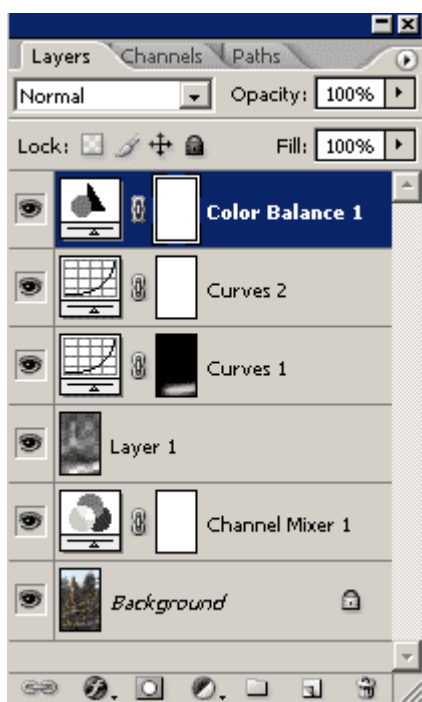 Layers Channels Paths
Normal Opacity: 100%
Lock: Fill: 100%
Color Balance 1
Curves 2
Curves 1
Layer 1
Channel Mixer 1
Background